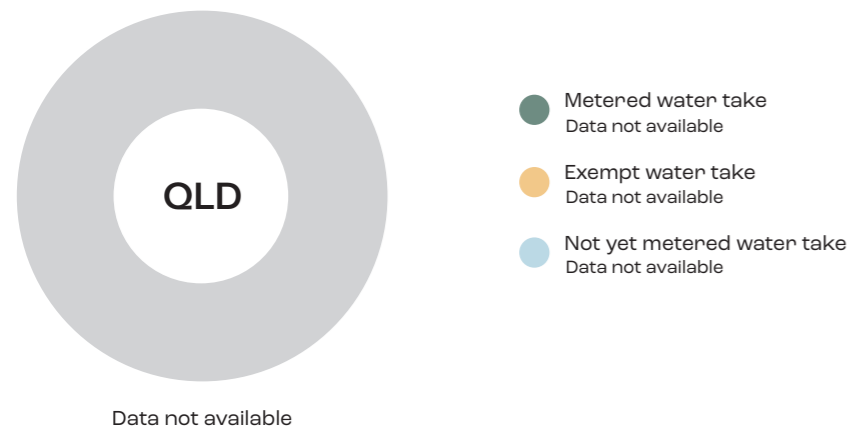 QLD
Data not available
Metered water take
Data not available
Exempt water take
Data not available
Not yet metered water take
Data not available